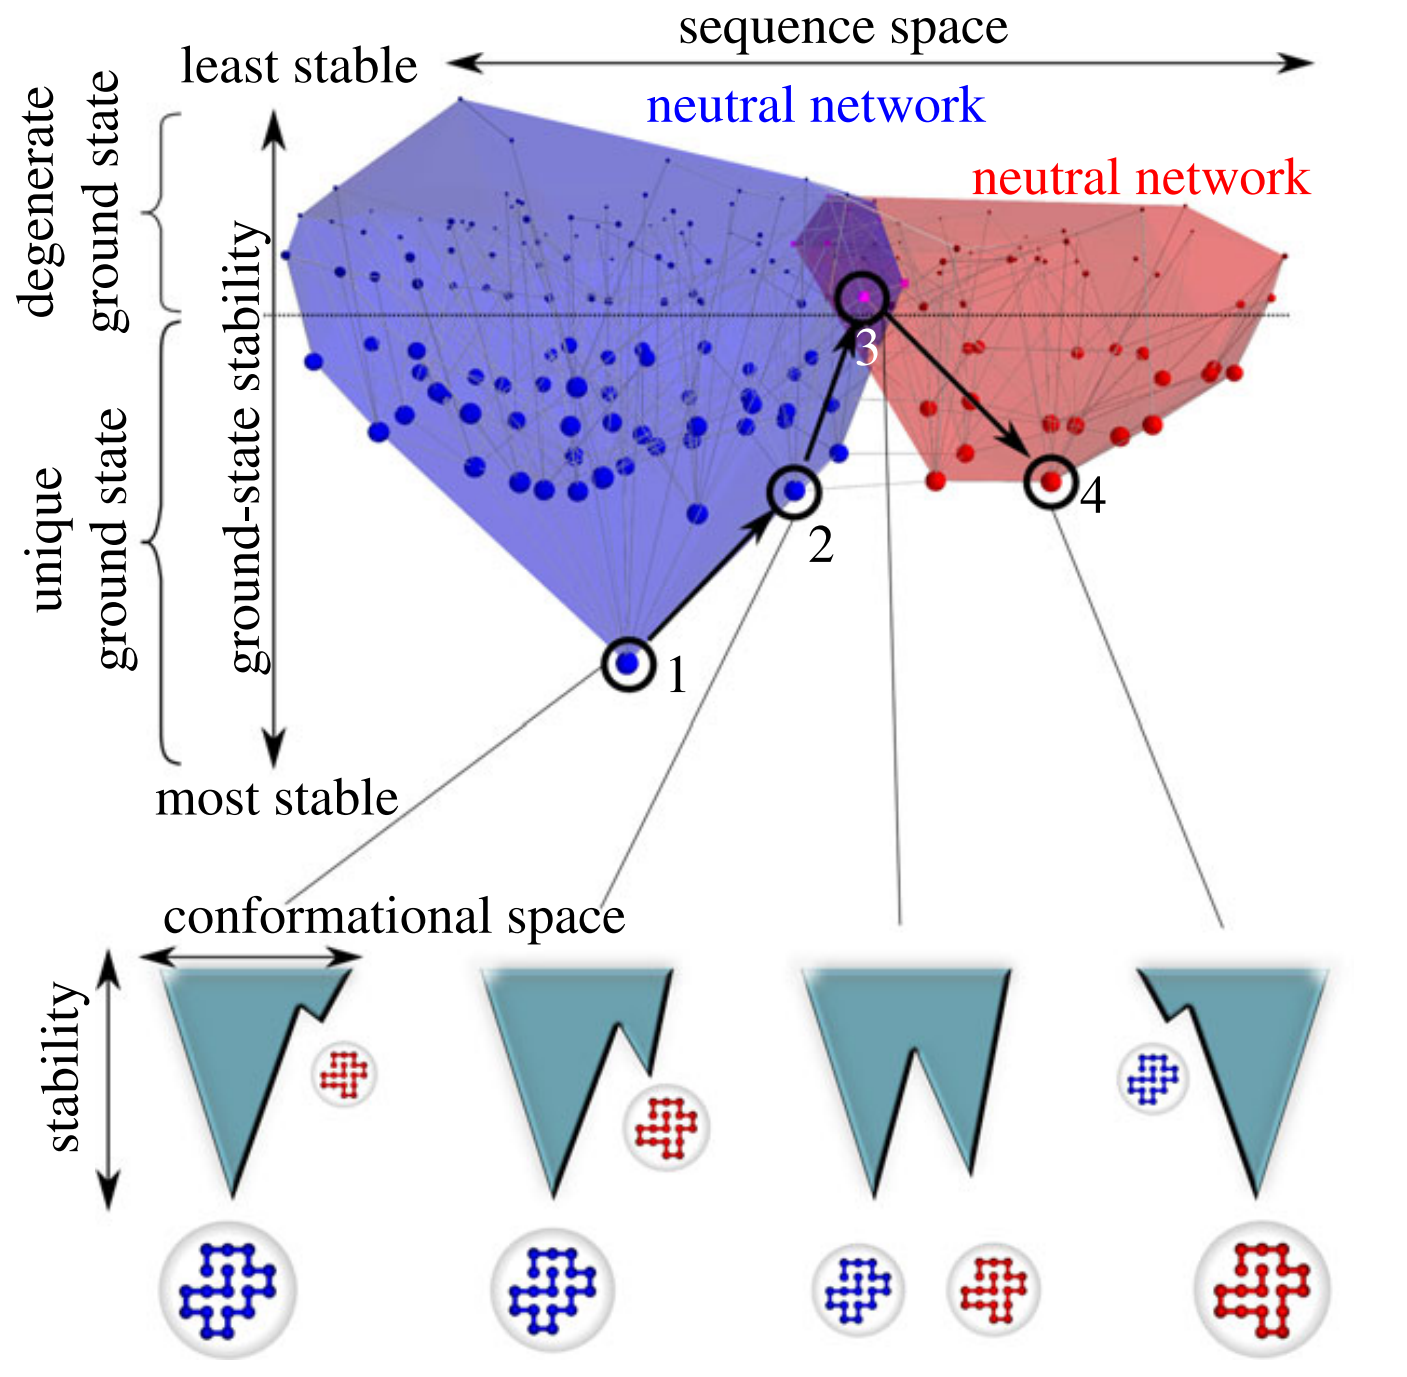 sequence space
least stable
neutral network
neutral network
degenerate
ground state
unique
ground state
ground-state stability
3
4
2
1
most stable
conformational space
stability